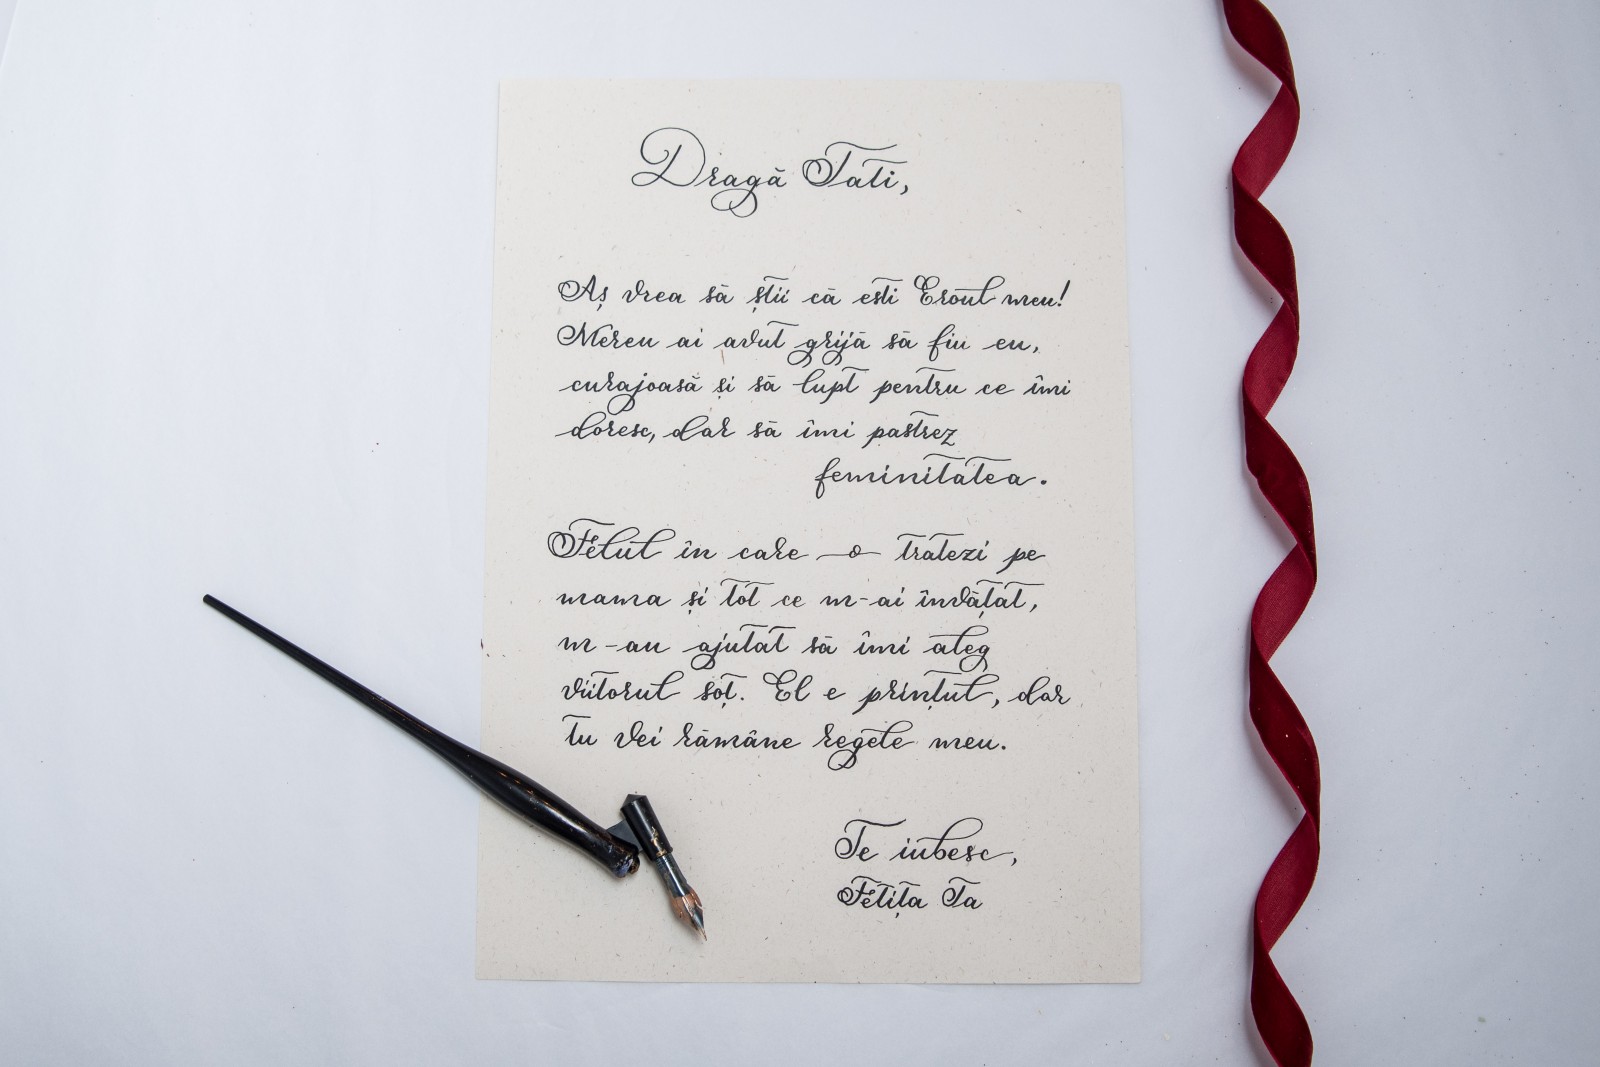 Dragă Tati,
Aș vrea să știi că ești Eroul meu!
Mereu ai avut grijă să fiu eu,
curajoasă și să lupt pentru ce îmi
doresc, dar să îmi pastrez
feminitatea.
Felul în care o tratezi pe
mama și tot ce m-ai învățat,
m-au ajutat să îmi aleg
viitorul soț. El e prințul, dar
tu vei rămâne regele meu.
Te iubesc,
Fetița Ta